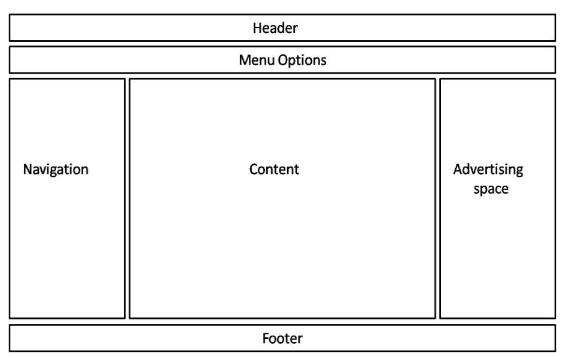 Header
Menu Options
Navigation
Content
Advertising
space
Footer